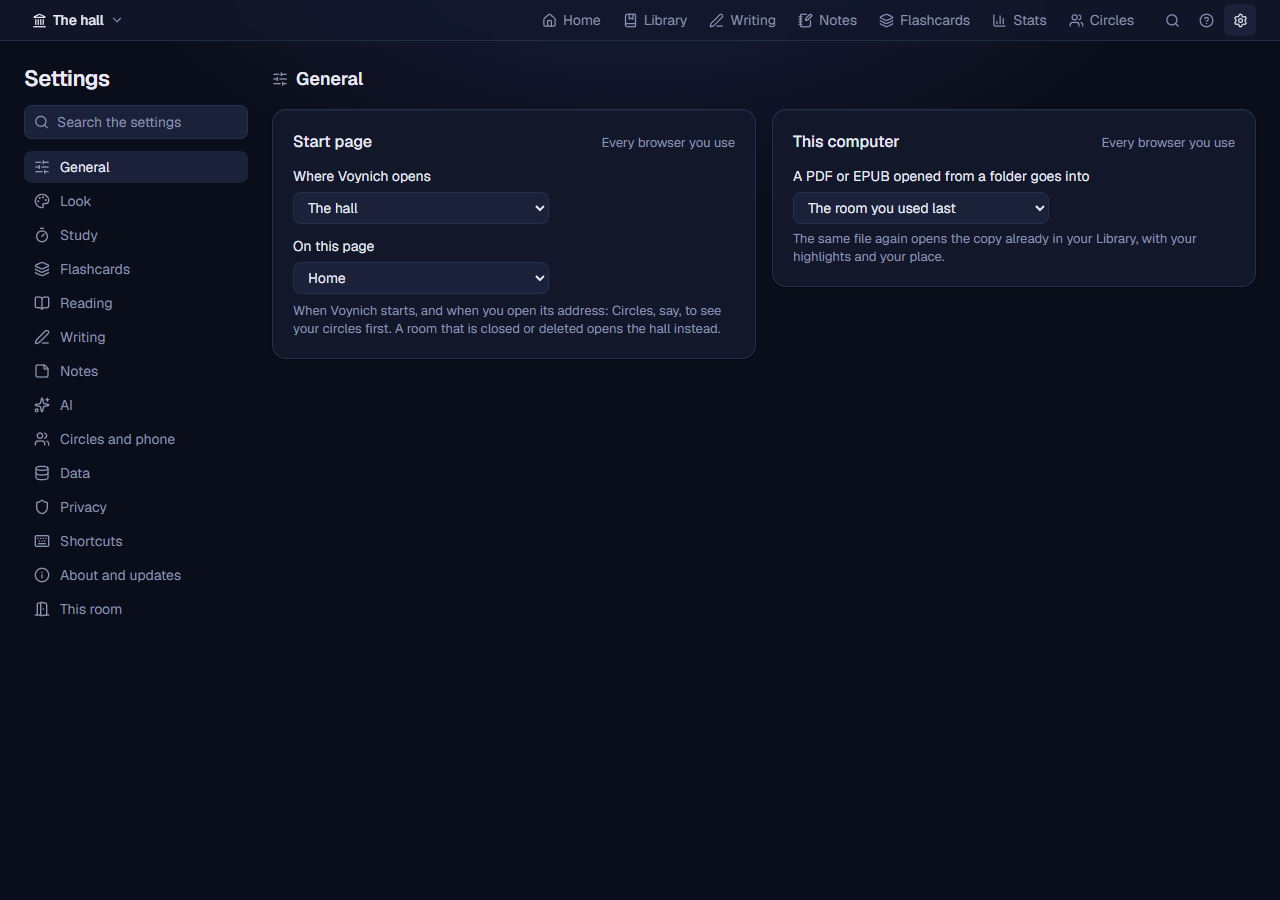 The hall
Home
Library
Writing
Notes
Flashcards
Stats
Circles
Settings
Search the settings
General
Look
Study
Flashcards
Reading
Writing
Notes
AI
Circles and phone
Data
Privacy
Shortcuts
About and updates
This room
General
Start page
Every browser you use
Where Voynich opens
The hall
On this page
Home
When Voynich starts, and when you open its address: Circles, say, to see
your circles first. A room that is closed or deleted opens the hall instead.
This computer
Every browser you use
A PDF or EPUB opened from a folder goes into
The room you used last
The same file again opens the copy already in your Library, with your
highlights and your place.